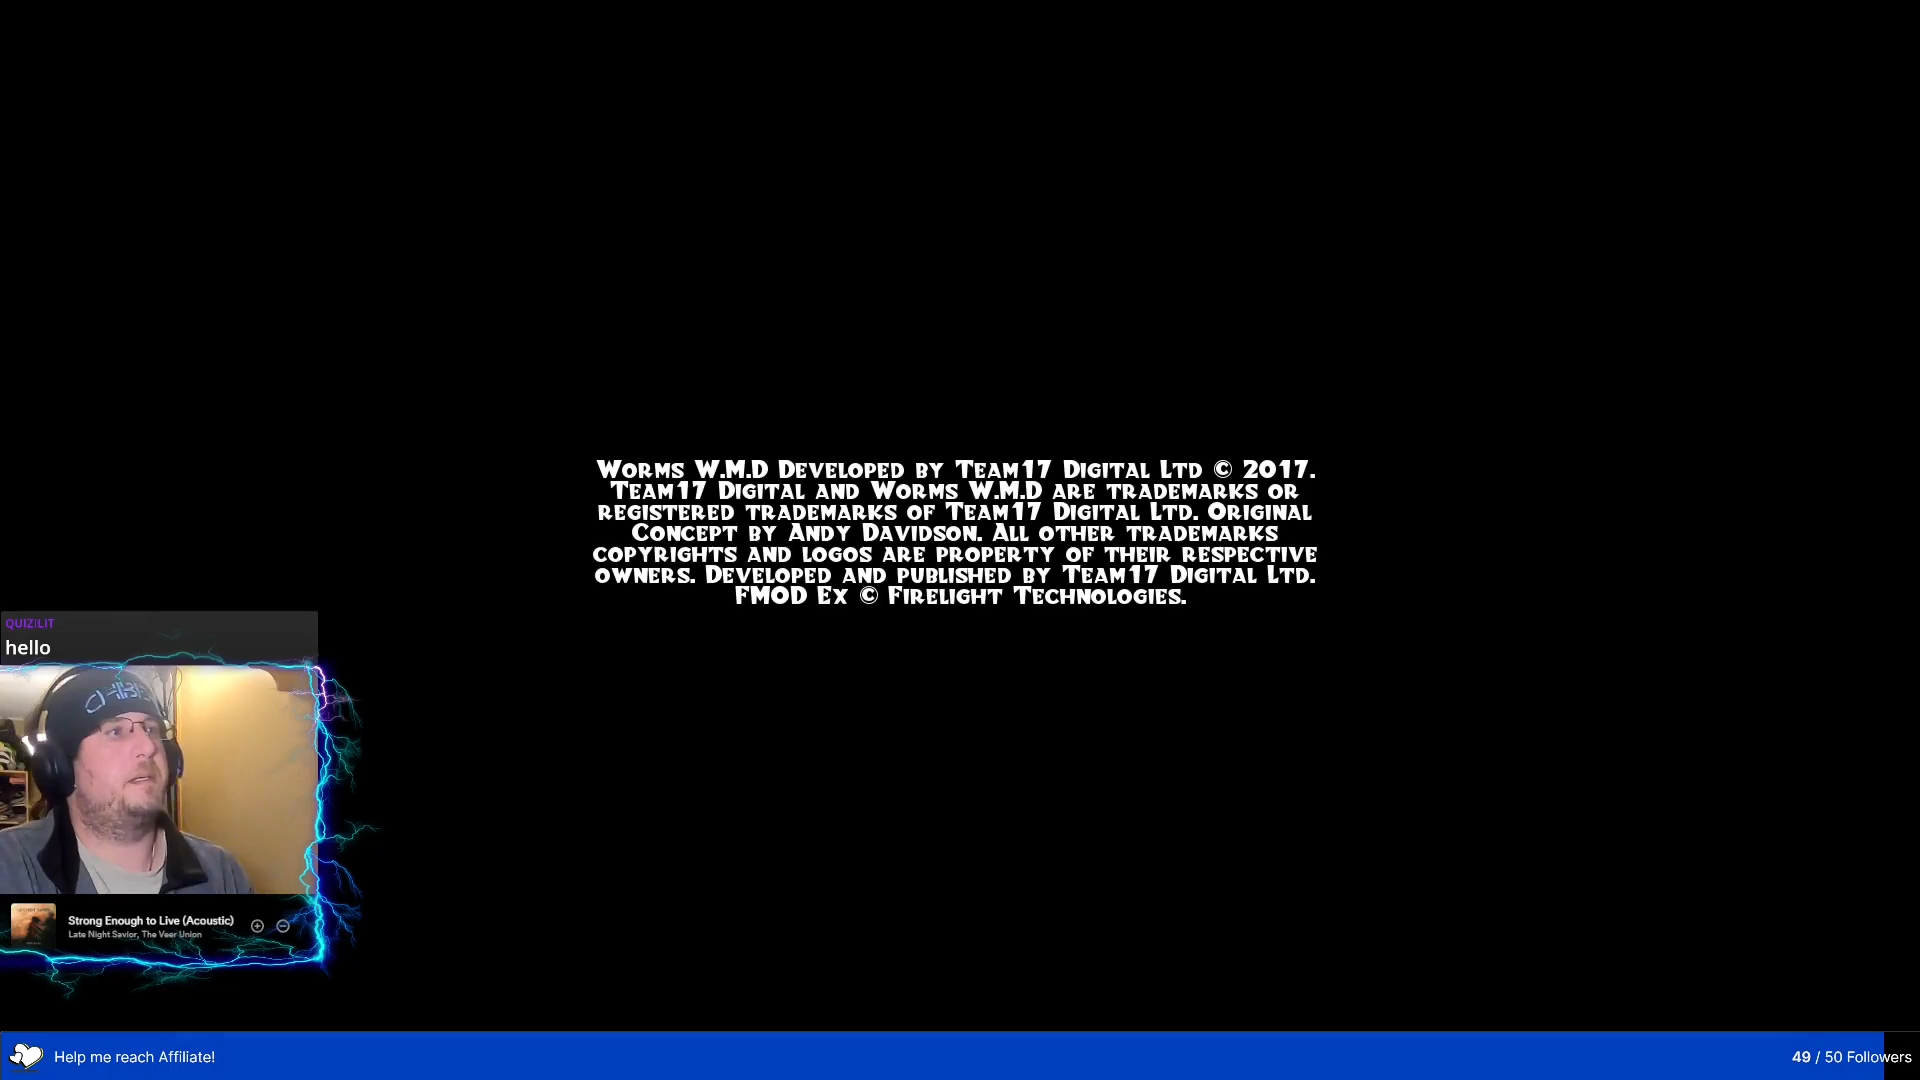 Worms W.M.D Developed by Team17 Digital Ltd © 2017.
Team17 Digital and Worms W.M.D are trademarks or
registered trademarks of Team17 Digital Ltd. Original
Concept by Andy Davidson. All other trademarks
copyrights and logos are property of their respective
owners. Developed and published by Team17 Digital Ltd.
FMOD Ex © Firelight Technologies.
QUIZILIT
hello
Strong Enough to Live (Acoustic)
Late Night Savior, The Veer Union
Help me reach Affiliate!
49 / 50 Followers